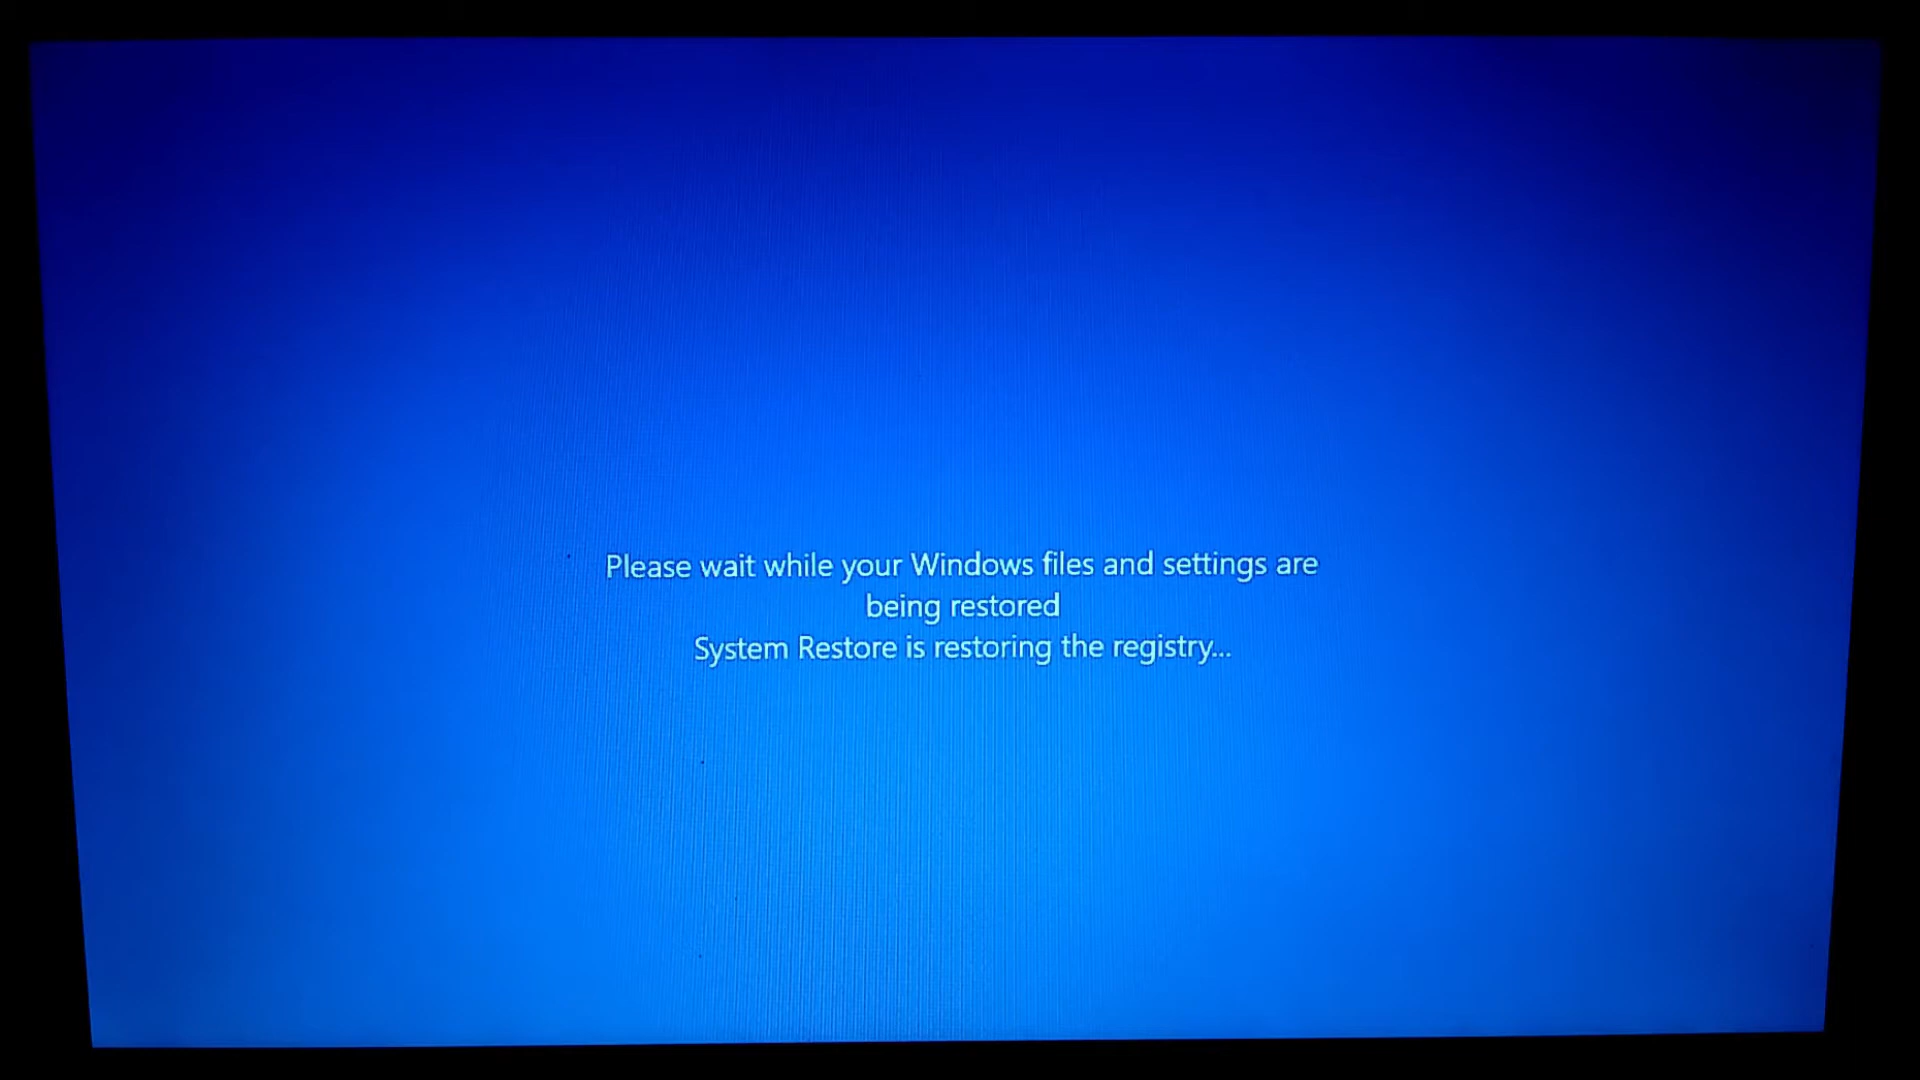 Please wait while your Windows files and settings are
being restored
System Restore is restoring the registry...